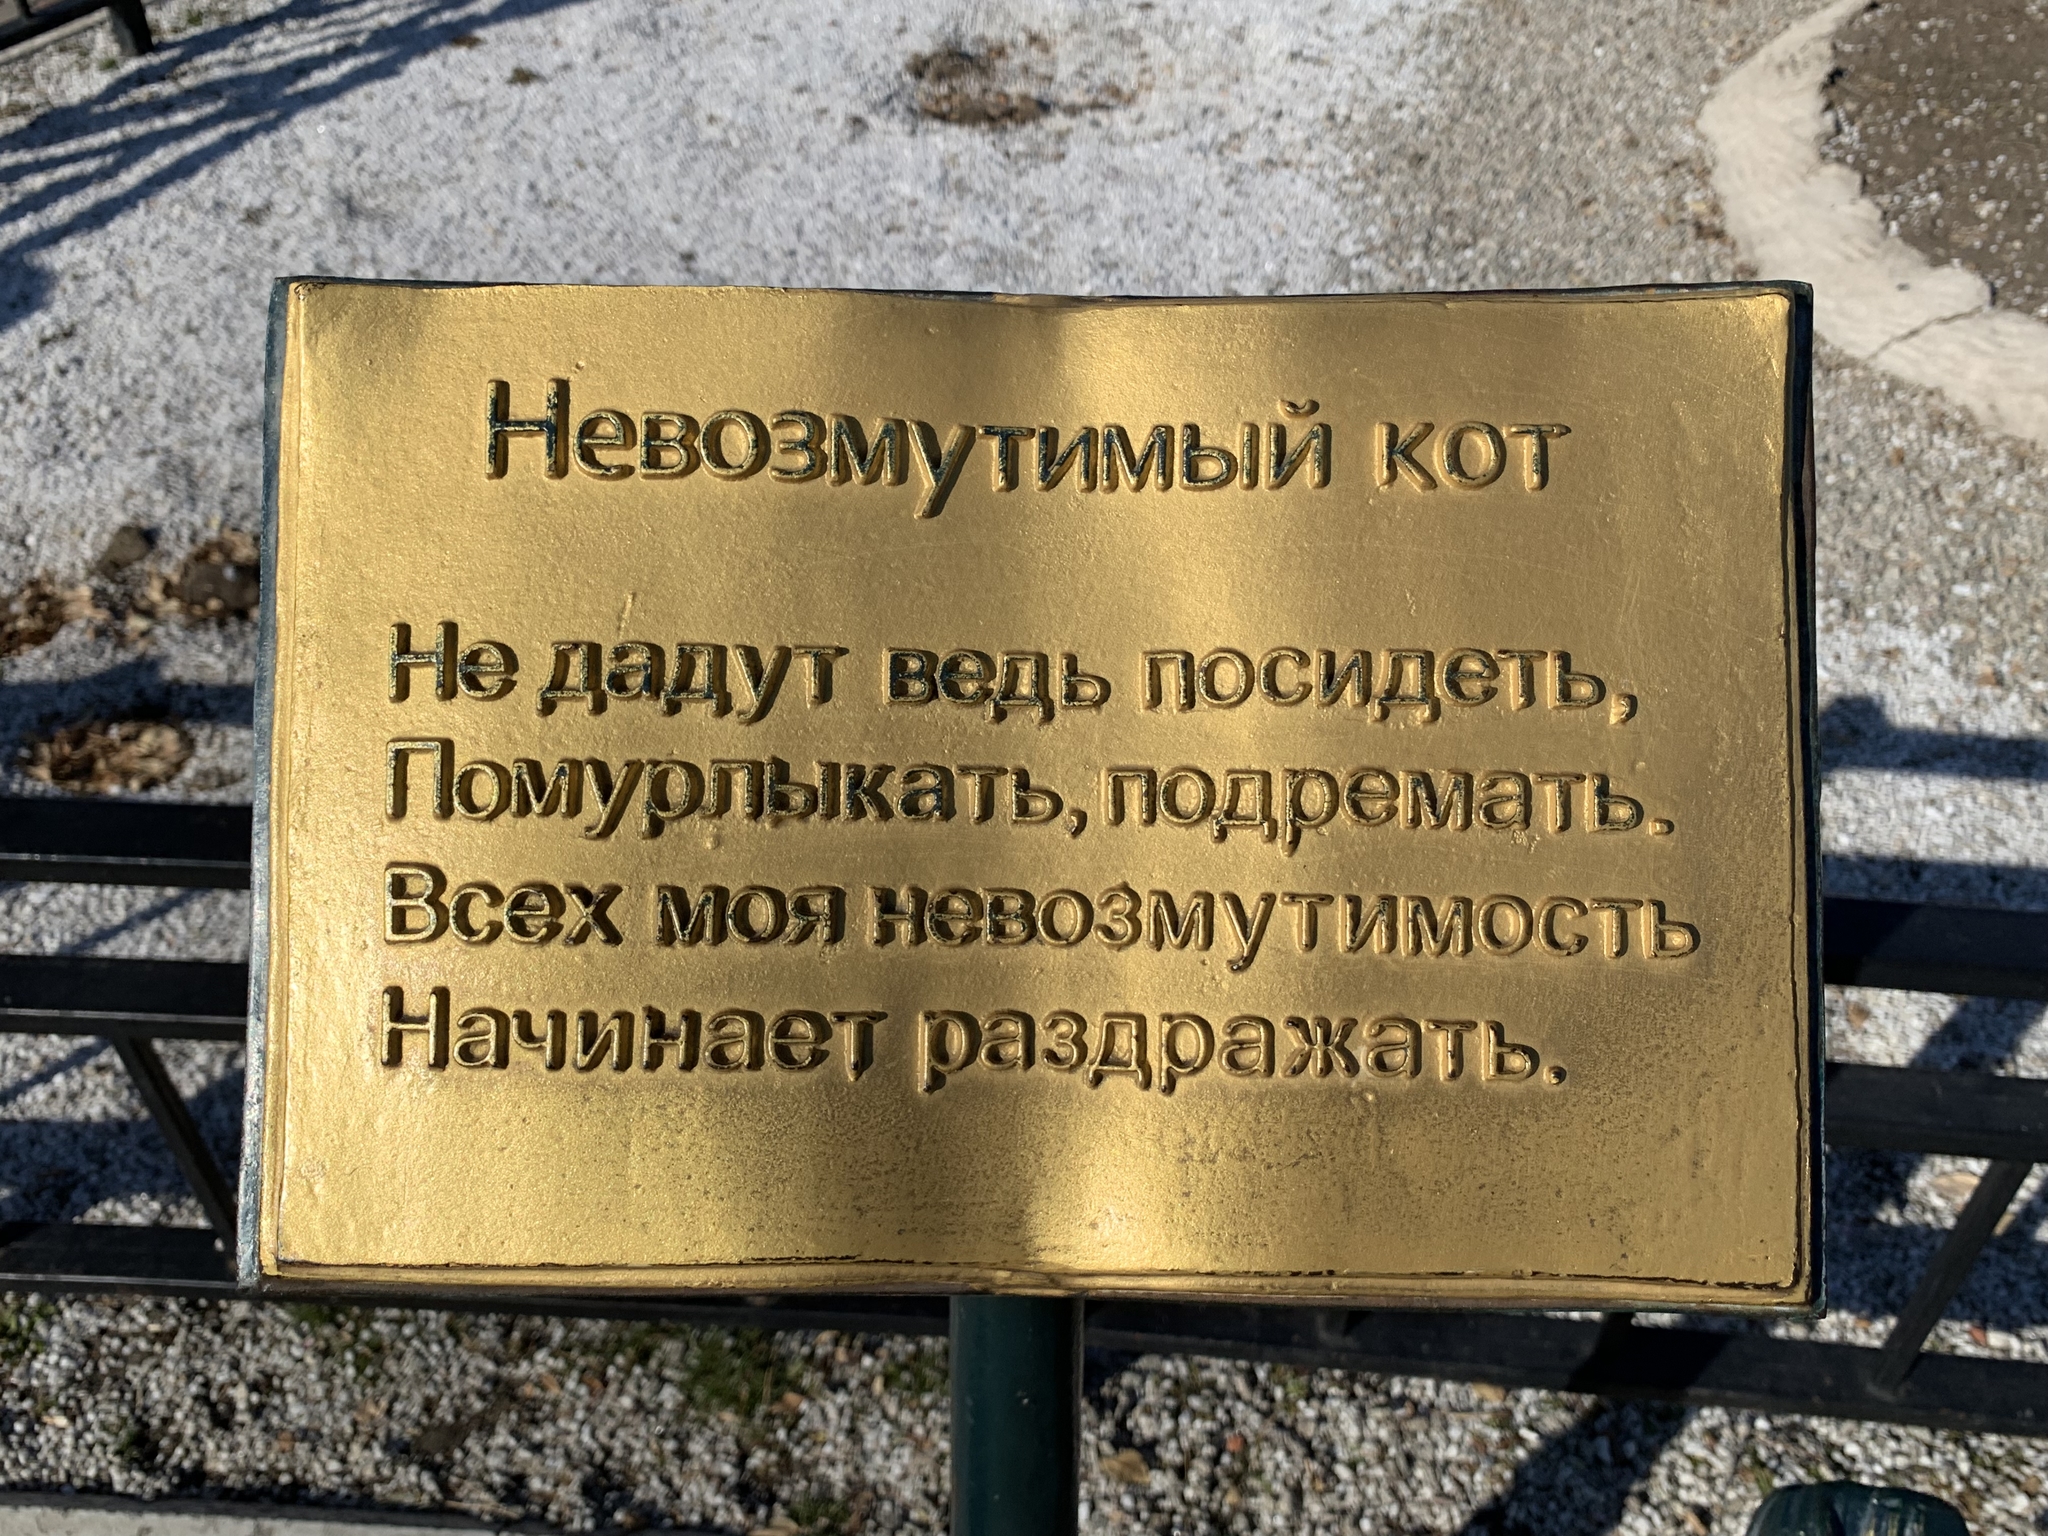 Невозмутимый кот
Не дадут ведь посидеть,
Помурлыкать, подремать.
Всех моя невозмутимость
Начинает раздражать.